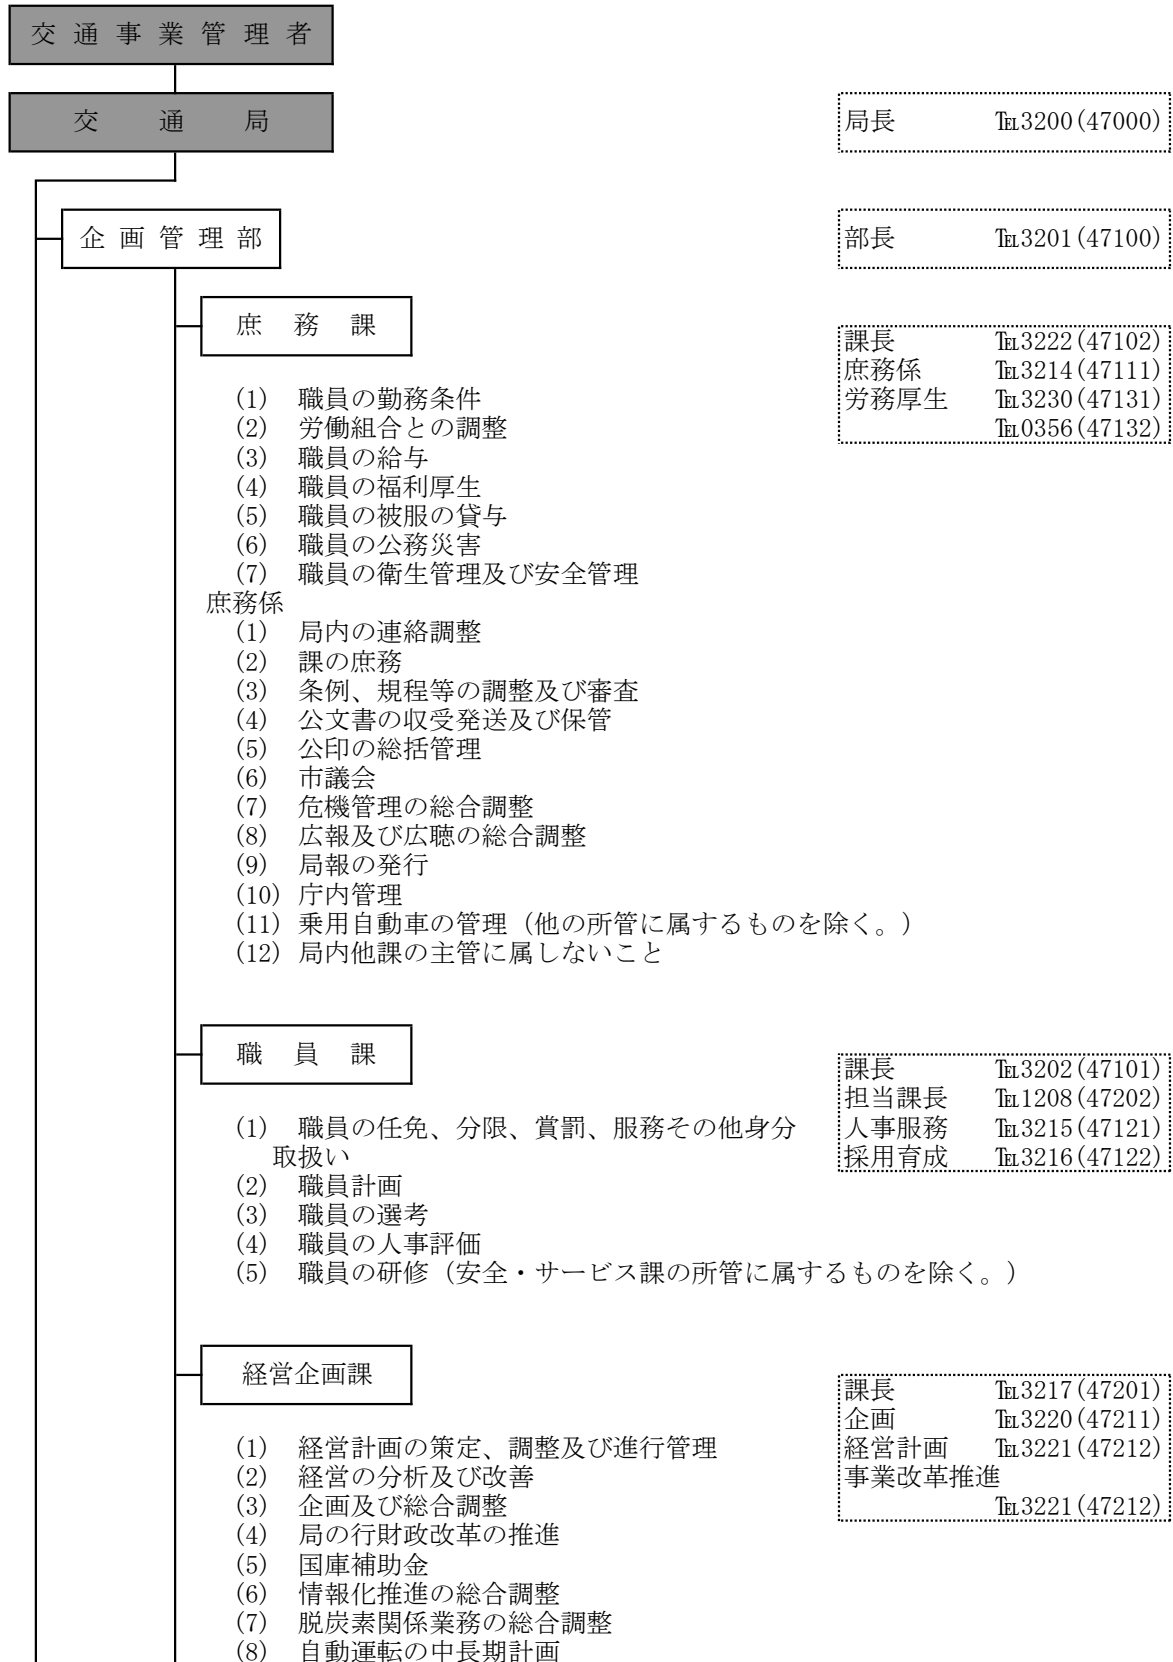 交通事業管理者
交通局
局長 ℡3200(47000)
企画管理部
部長 ℡3201(47100)
庶務課
課長 ℡3222(47102)
庶務係 ℡3214(47111)
労務厚生 ℡3230(47131)
℡0356(47132)
(1) 職員の勤務条件
(2) 労働組合との調整
(3) 職員の給与
(4) 職員の福利厚生
(5) 職員の被服の貸与
(6) 職員の公務災害
(7) 職員の衛生管理及び安全管理
庶務係
(1) 局内の連絡調整
(2) 課の庶務
(3) 条例、規程等の調整及び審査
(4) 公文書の収受発送及び保管
(5) 公印の総括管理
(6) 市議会
(7) 危機管理の総合調整
(8) 広報及び広聴の総合調整
(9) 局報の発行
(10) 庁内管理
(11) 乗用自動車の管理（他の所管に属するものを除く。）
(12) 局内他課の主管に属しないこと
職員課
課長 ℡3202(47101)
担当課長 ℡1208(47202)
人事服務 ℡3215(47121)
採用育成 ℡3216(47122)
(1) 職員の任免、分限、賞罰、服務その他身分
取扱い
(2) 職員計画
(3) 職員の選考
(4) 職員の人事評価
(5) 職員の研修（安全・サービス課の所管に属するものを除く。）
経営企画課
課長 ℡3217(47201)
企画 ℡3220(47211)
経営計画 ℡3221(47212)
事業改革推進
℡3221(47212)
(1) 経営計画の策定、調整及び進行管理
(2) 経営の分析及び改善
(3) 企画及び総合調整
(4) 局の行財政改革の推進
(5) 国庫補助金
(6) 情報化推進の総合調整
(7) 脱炭素関係業務の総合調整
(8) 自動運転の中長期計画